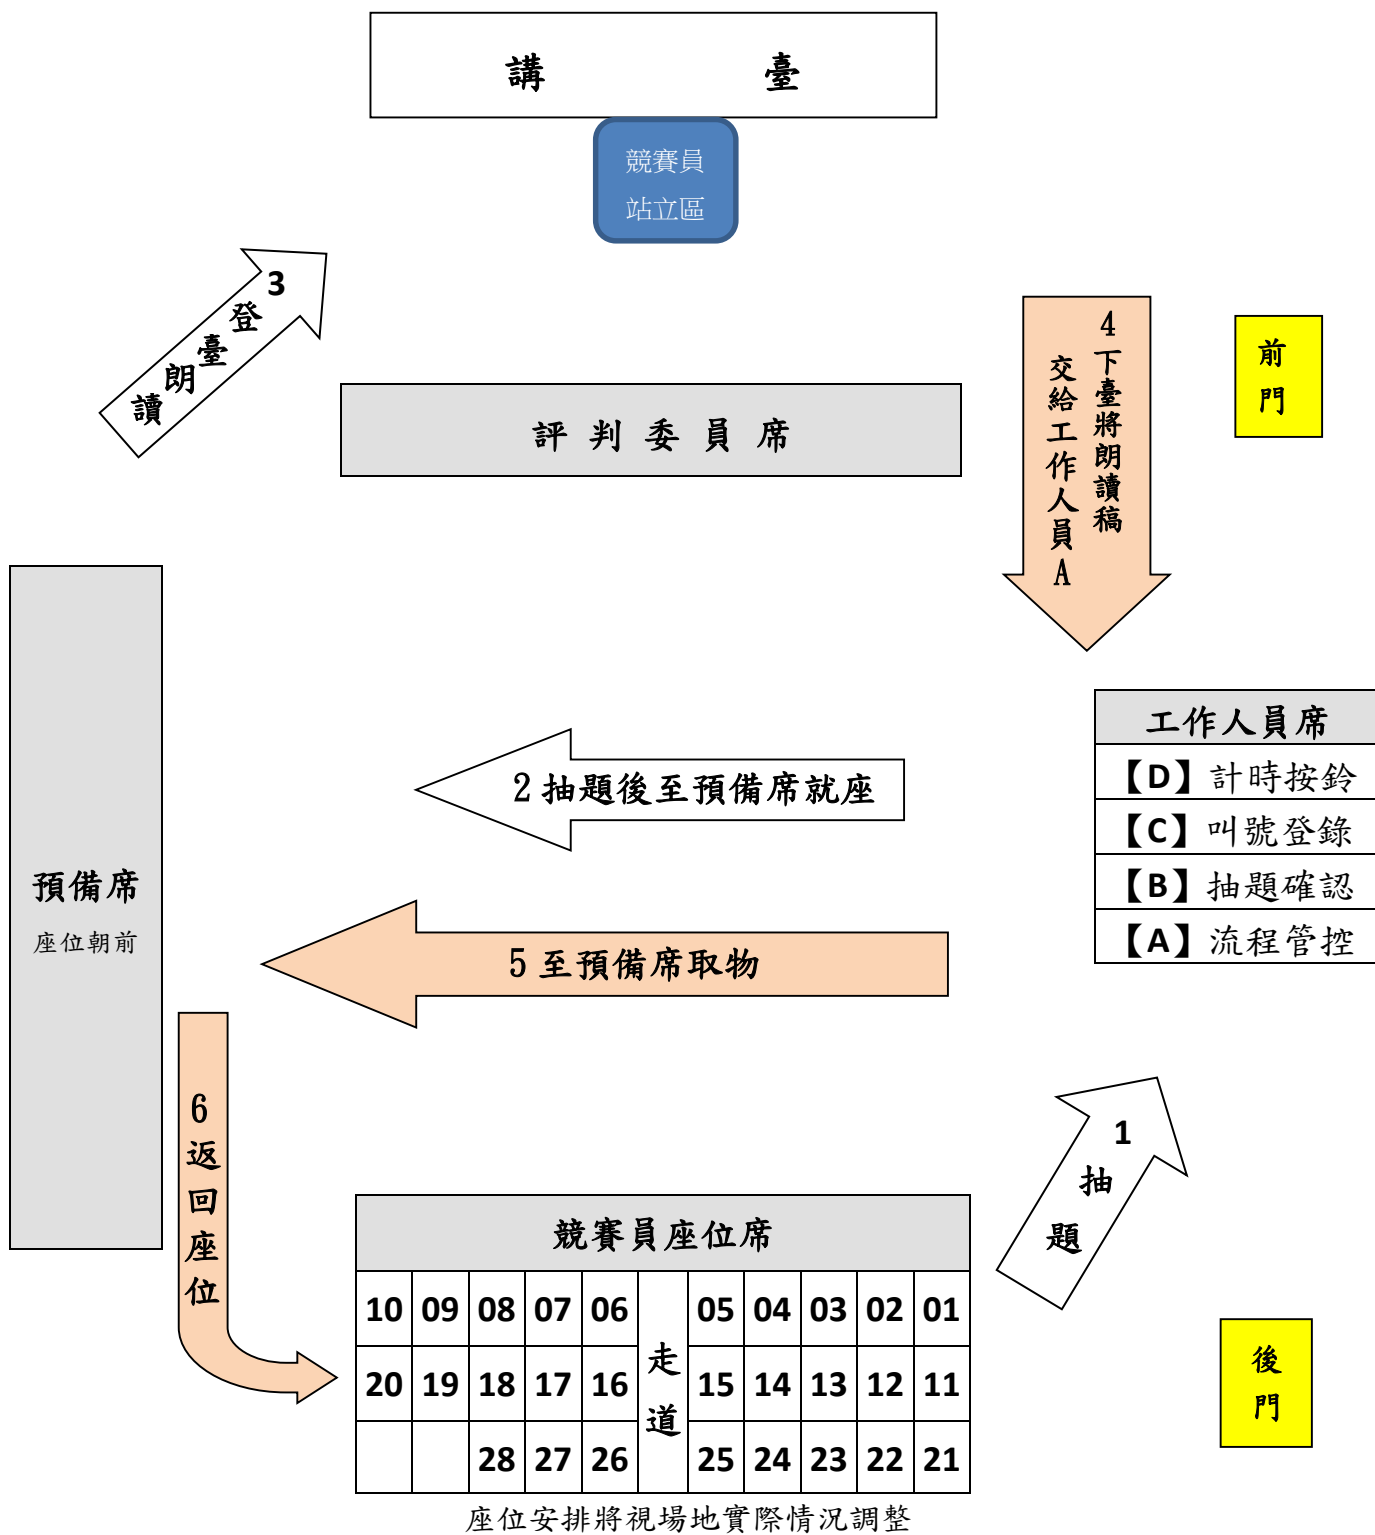 講 臺
競賽員
站立區
3
登臺朗讀
4下臺將朗讀稿
交給工作人員A
前門
評判委員席
預備席
座位朝前
工作人員席
【D】計時按鈴
【C】叫號登錄
【B】抽題確認
【A】流程管控
2抽題後至預備席就座
5至預備席取物
6返回座位
1
抽題
競賽員座位席
10 09 08 07 06 05 04 03 02 01
走道
20 19 18 17 16 15 14 13 12 11
28 27 26 25 24 23 22 21
後門
座位安排將視場地實際情況調整